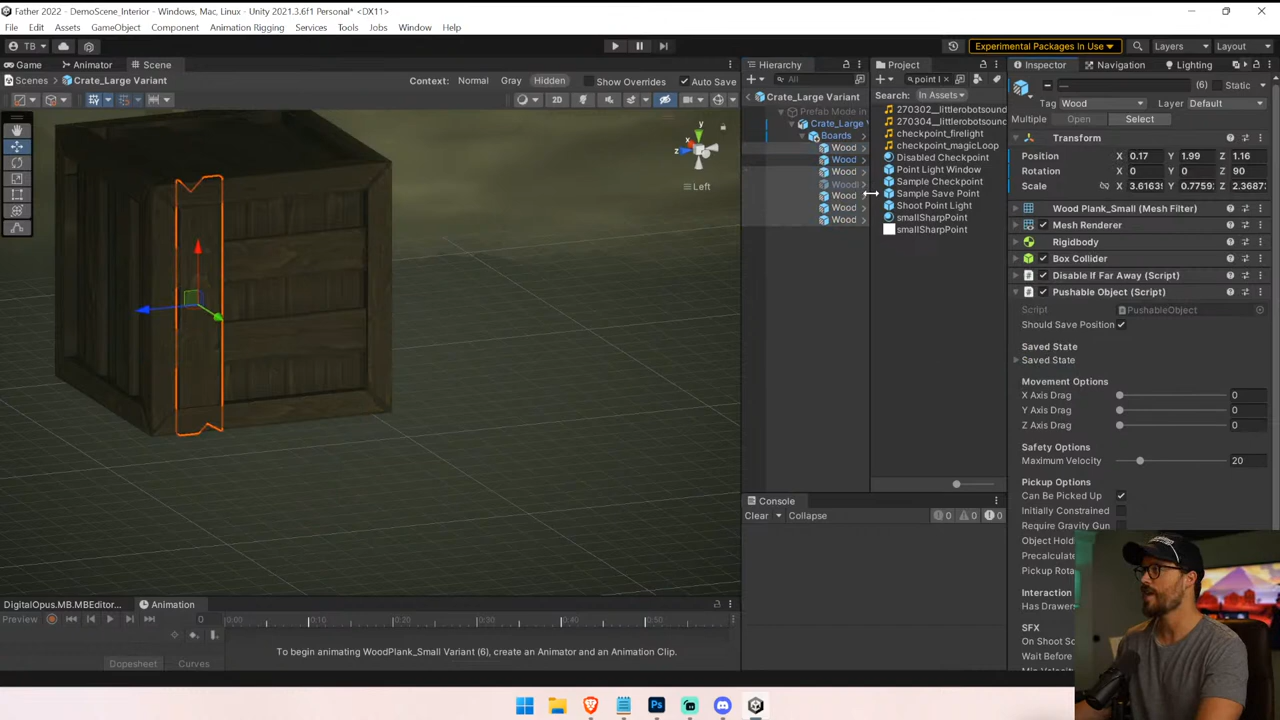 Father 2022 - DemoScene_Interior - Windows, Mac, Linux - Unity 2021.3.6f1 Personal* <DX11>
File Edit Assets GameObject Component Animation Rigging Services Tools Jobs Window Help
TB Experimental Packages In Use Layers Layout
Game Animator Scene
Scenes Crate_Large Variant Context: Normal Gray Hidden Show Overrides Auto Save
2D
y
x
z
Left
Hierarchy
All
Crate_Large Variant
Prefab Mode in
Crate_Large
Boards
Wood
Wood
Wood
Wood
Wood
Wood
Project
point l
Search: In Assets
270302__littlerobotsound
270304__littlerobotsound
checkpoint_firelight
checkpoint_magicLoop
Disabled Checkpoint
Point Light Window
Sample Checkpoint
Sample Save Point
Shoot Point Light
smallSharpPoint
smallSharpPoint
Console
Clear Collapse 0 0 0
Inspector Navigation Lighting
— (6) Static
Tag Wood Layer Default
Multiple Open Select
Transform
Position X 0.17 Y 1.99 Z 1.16
Rotation X 0 Y 0 Z 90
Scale X 3.6163 Y 0.7759 Z 2.3687
Wood Plank_Small (Mesh Filter)
Mesh Renderer
Rigidbody
Box Collider
Disable If Far Away (Script)
Pushable Object (Script)
Script PushableObject
Should Save Position
Saved State
Saved State
Movement Options
X Axis Drag 0
Y Axis Drag 0
Z Axis Drag 0
Safety Options
Maximum Velocity 20
Pickup Options
Can Be Picked Up
Initially Constrained
Require Gravity Gun
Object Hold
Precalculate
Pickup Rota
Interaction
Has Drawers
SFX
On Shoot So
Wait Before
DigitalOpus.MB.MBEditor... Animation
Preview 0 0:00 0:10 0:20 0:30 0:40 0:50
To begin animating WoodPlank_Small Variant (6), create an Animator and an Animation Clip.
Dopesheet Curves